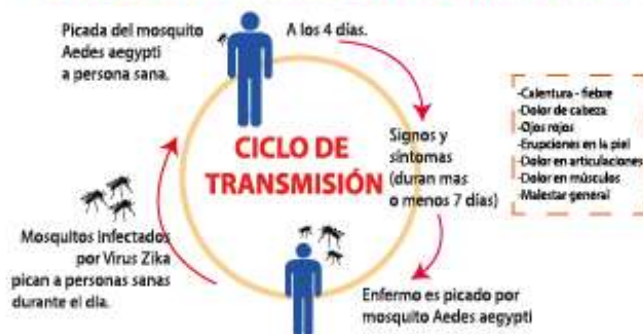 Picada del mosquito
Aedes aegypti
a persona sana.
A los 4 días.
CICLO DE
TRANSMISIÓN
Signos y
síntomas
(duran mas
o menos 7 días)
-Calentura - fiebre
-Dolor de cabeza
-Ojos rojos
-Erupciones en la piel
-Dolor en articulaciones
-Dolor en músculos
-Malestar general
Enfermo es picado por
mosquito Aedes aegypti
Mosquitos infectados
por Virus Zika
pican a personas sanas
durante el día.